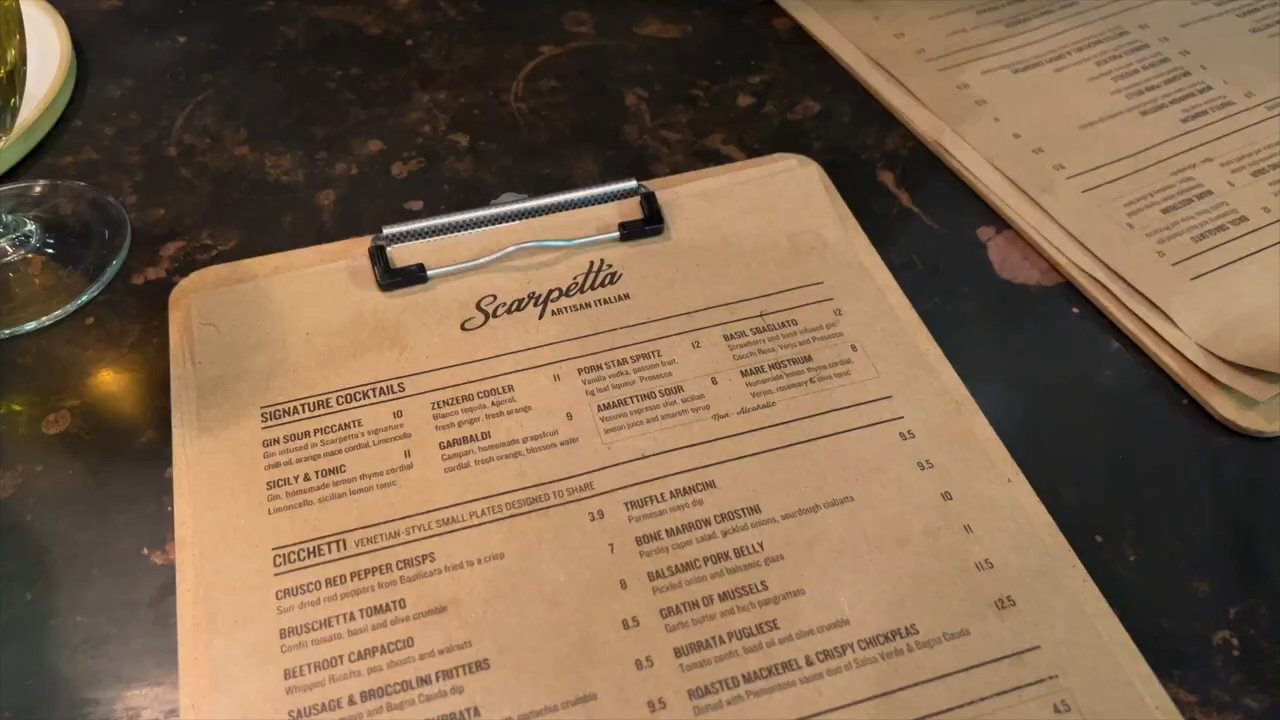 Scarpetta
ARTISAN ITALIAN
SIGNATURE COCKTAILS
GIN SOUR PICCANTE 10
Gin infused in Scarpetta's signature
chilli oil, orange mace cordial, Limoncello
SICILY & TONIC 11
Gin, homemade lemon thyme cordial
Limoncello, sicilian lemon tonic
ZENZERO COOLER 11
Blanco tequila, Aperol,
fresh ginger, fresh orange
GARIBALDI 9
Campari, homemade grapefruit
cordial, fresh orange, blossom water
PORN STAR SPRITZ 12
Vanilla vodka, passion fruit,
fig leaf liqueur Prosecco
AMARETTINO SOUR 8
Vesuvio espresso shot, sicilian
lemon juice and amaretti syrup
BASIL SBAGLIATO 12
Strawberry and basil infused gin,
Cocchi Rosa, Verju and Prosecco
MARE NOSTRUM 8
Homemade lemon thyme cordial,
Verjus, rosemary & olive tonic
Non - Alcoholic
CICCHETTI VENETIAN-STYLE SMALL PLATES DESIGNED TO SHARE
CRUSCO RED PEPPER CRISPS 3.9
Sun-dried red peppers from Basilicata fried to a crisp
BRUSCHETTA TOMATO 7
Confit tomato, basil and olive crumble
BEETROOT CARPACCIO 8
Whipped Ricotta, pea shoots and walnuts
SAUSAGE & BROCCOLINI FRITTERS 8.5
mayo and Bagna Cauda dip
8.5
pistachio crumble
9.5
TRUFFLE ARANCINI 9.5
Parmesan mayo dip
BONE MARROW CROSTINI 9.5
Parsley caper salad, pickled onions, sourdough ciabatta
BALSAMIC PORK BELLY 10
Pickled onion and balsamic glaze
GRATIN OF MUSSELS 11
Garlic butter and herb pangrattato
BURRATA PUGLIESE 11.5
Tomato confit, basil oil and olive crumble
ROASTED MACKEREL & CRISPY CHICKPEAS 12.5
with Piemontese sauce duo of Salsa Verde & Bagna Cauda
4.5